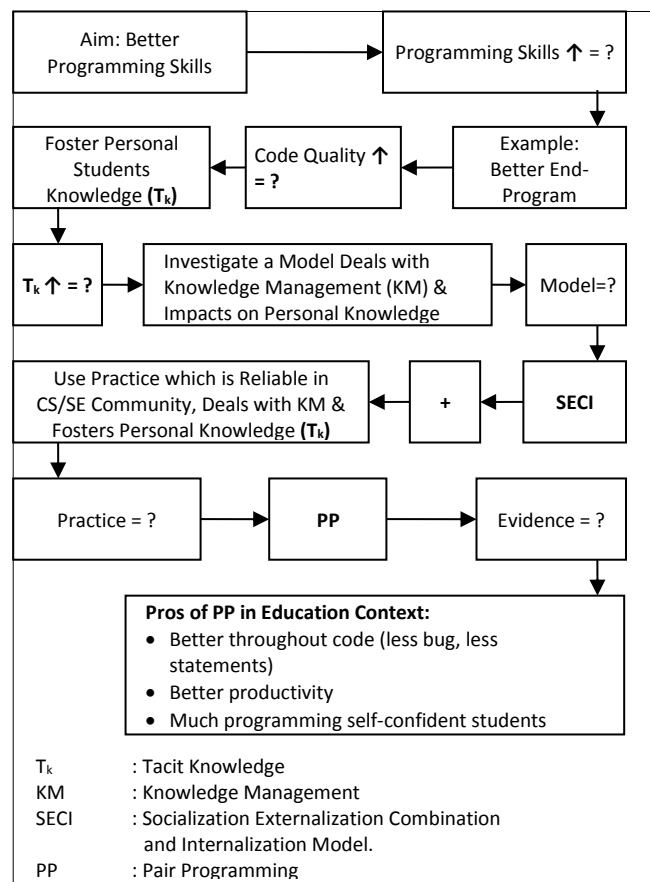 Aim: Better
Programming Skills
Programming Skills ↑ = ?
Foster Personal
Students
Knowledge (Tk)
Code Quality ↑
= ?
Example:
Better End-
Program
Tk ↑ = ?
Investigate a Model Deals with
Knowledge Management (KM) &
Impacts on Personal Knowledge
Model=?
Use Practice which is Reliable in
CS/SE Community, Deals with KM &
Fosters Personal Knowledge (Tk)
+
SECI
Practice = ?
PP
Evidence = ?
Pros of PP in Education Context:
• Better throughout code (less bug, less
statements)
• Better productivity
• Much programming self-confident students
Tk : Tacit Knowledge
KM : Knowledge Management
SECI : Socialization Externalization Combination
and Internalization Model.
PP : Pair Programming